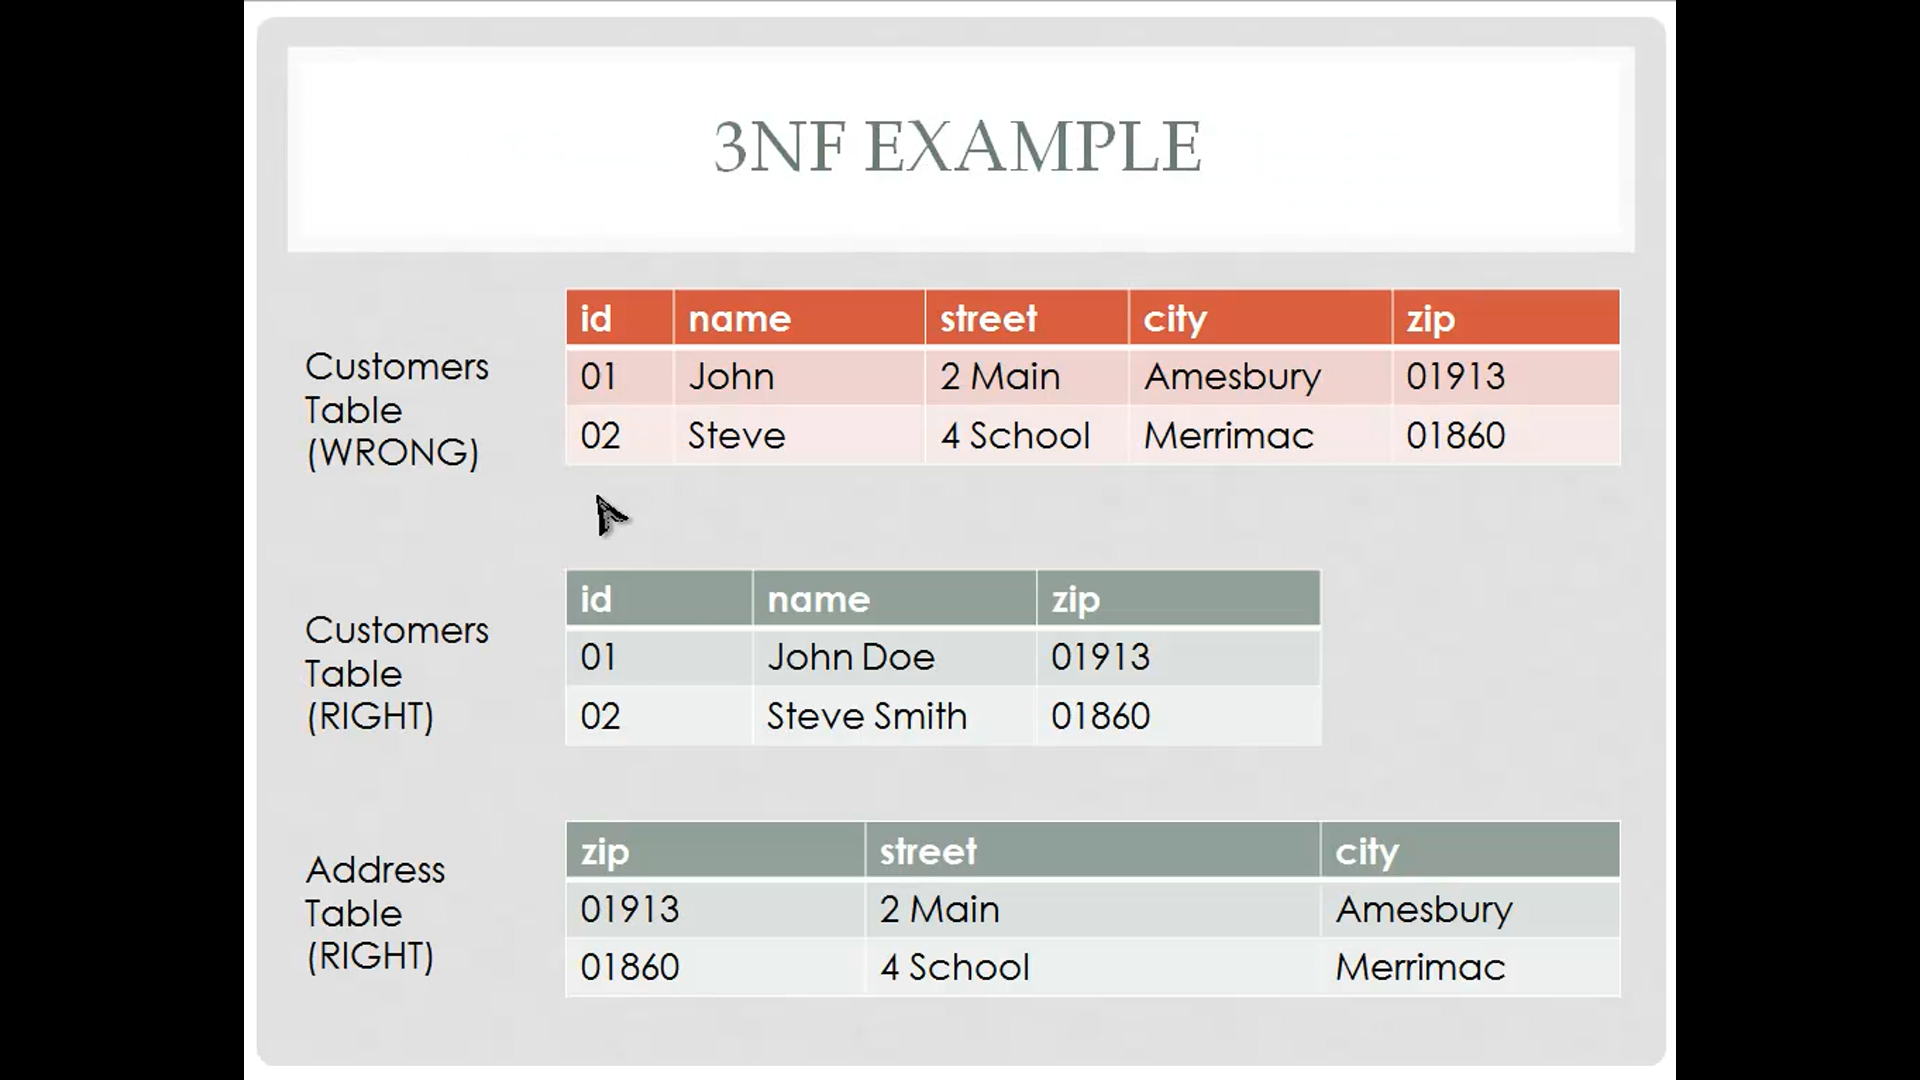 3NF EXAMPLE
Customers
Table
(WRONG)
id name street city zip
01 John 2 Main Amesbury 01913
02 Steve 4 School Merrimac 01860
Customers
Table
(RIGHT)
id name zip
01 John Doe 01913
02 Steve Smith 01860
Address
Table
(RIGHT)
zip street city
01913 2 Main Amesbury
01860 4 School Merrimac